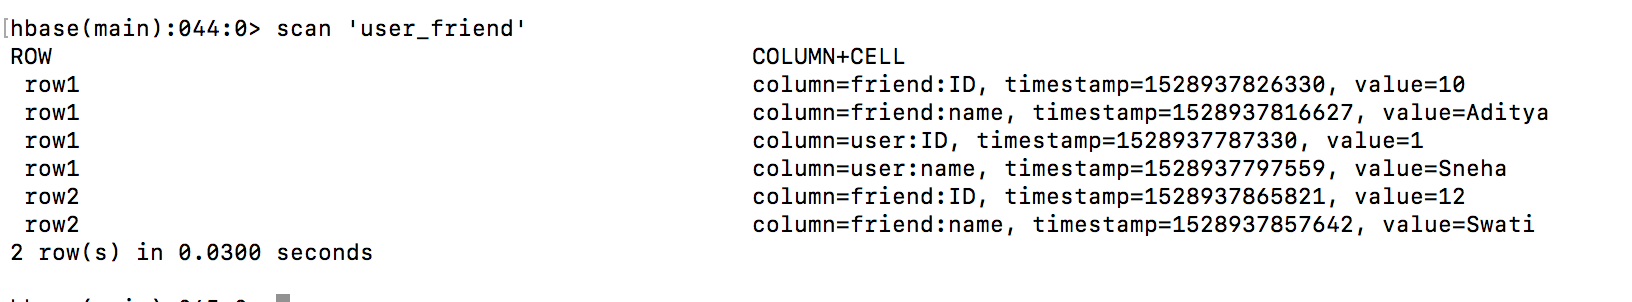 [hbase(main):044:0> scan 'user_friend'
ROW COLUMN+CELL
row1 column=friend:ID, timestamp=1528937826330, value=10
row1 column=friend:name, timestamp=1528937816627, value=Aditya
row1 column=user:ID, timestamp=1528937787330, value=1
row1 column=user:name, timestamp=1528937797559, value=Sneha
row2 column=friend:ID, timestamp=1528937865821, value=12
row2 column=friend:name, timestamp=1528937857642, value=Swati
2 row(s) in 0.0300 seconds